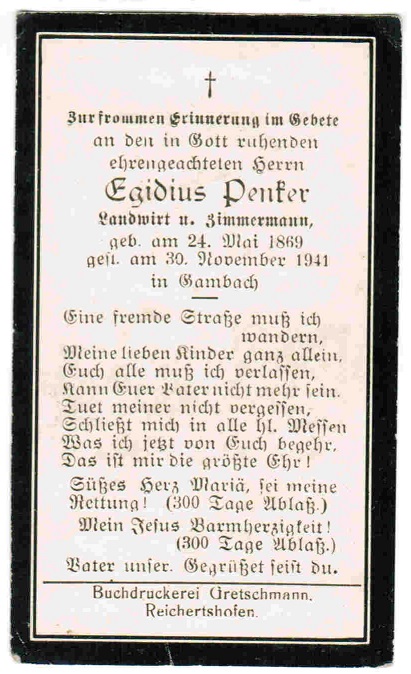 Zur frommen Erinnerung im Gebete
an den in Gott ruhenden
ehrengeachteten Herrn
Egidius Penker
Landwirt u. Zimmermann,
geb. am 24. Mai 1869
gest. am 30. November 1941
in Gambach
Eine fremde Straße muß ich
wandern,
Meine lieben Kinder ganz allein,
Euch alle muß ich verlassen,
Kann Euer Vater nicht mehr sein.
Tuet meiner nicht vergessen,
Schließt mich in alle hl. Messen
Was ich jetzt von Euch begehr.
Das ist mir die größte Ehr!
Süßes Herz Mariä, sei meine
Rettung! (300 Tage Ablaß.)
Mein Jesus Barmherzigkeit!
(300 Tage Ablaß.)
Vater unser. Gegrüßet seist du.
Buchdruckerei Gretschmann.
Reichertshofen.